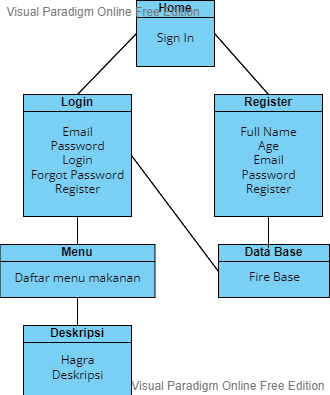 Home
Visual Paradigm Online Free Edition
Sign In
Login
Email
Password
Login
Forgot Password
Register
Register
Full Name
Age
Email
Password
Register
Menu
Daftar menu makanan
Data Base
Fire Base
Deskripsi
Hagra
Deskripsi
Visual Paradigm Online Free Edition